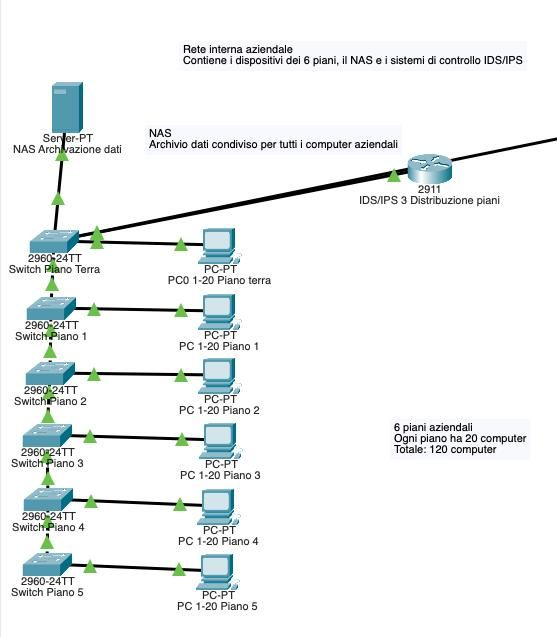 Rete interna aziendale
Contiene i dispositivi dei 6 piani, il NAS e i sistemi di controllo IDS/IPS
Server-PT
NAS Archivazione dati
NAS
Archivio dati condiviso per tutti i computer aziendali
2911
IDS/IPS 3 Distribuzione piani
2960-24TT
Switch Piano Terra
PC-PT
PC0 1-20 Piano terra
2960-24TT
Switch Piano 1
PC-PT
PC 1-20 Piano 1
2960-24TT
Switch Piano 2
PC-PT
PC 1-20 Piano 2
6 piani aziendali
Ogni piano ha 20 computer
Totale: 120 computer
2960-24TT
Switch Piano 3
PC-PT
PC 1-20 Piano 3
2960-24TT
Switch Piano 4
PC-PT
PC 1-20 Piano 4
2960-24TT
Switch Piano 5
PC-PT
PC 1-20 Piano 5